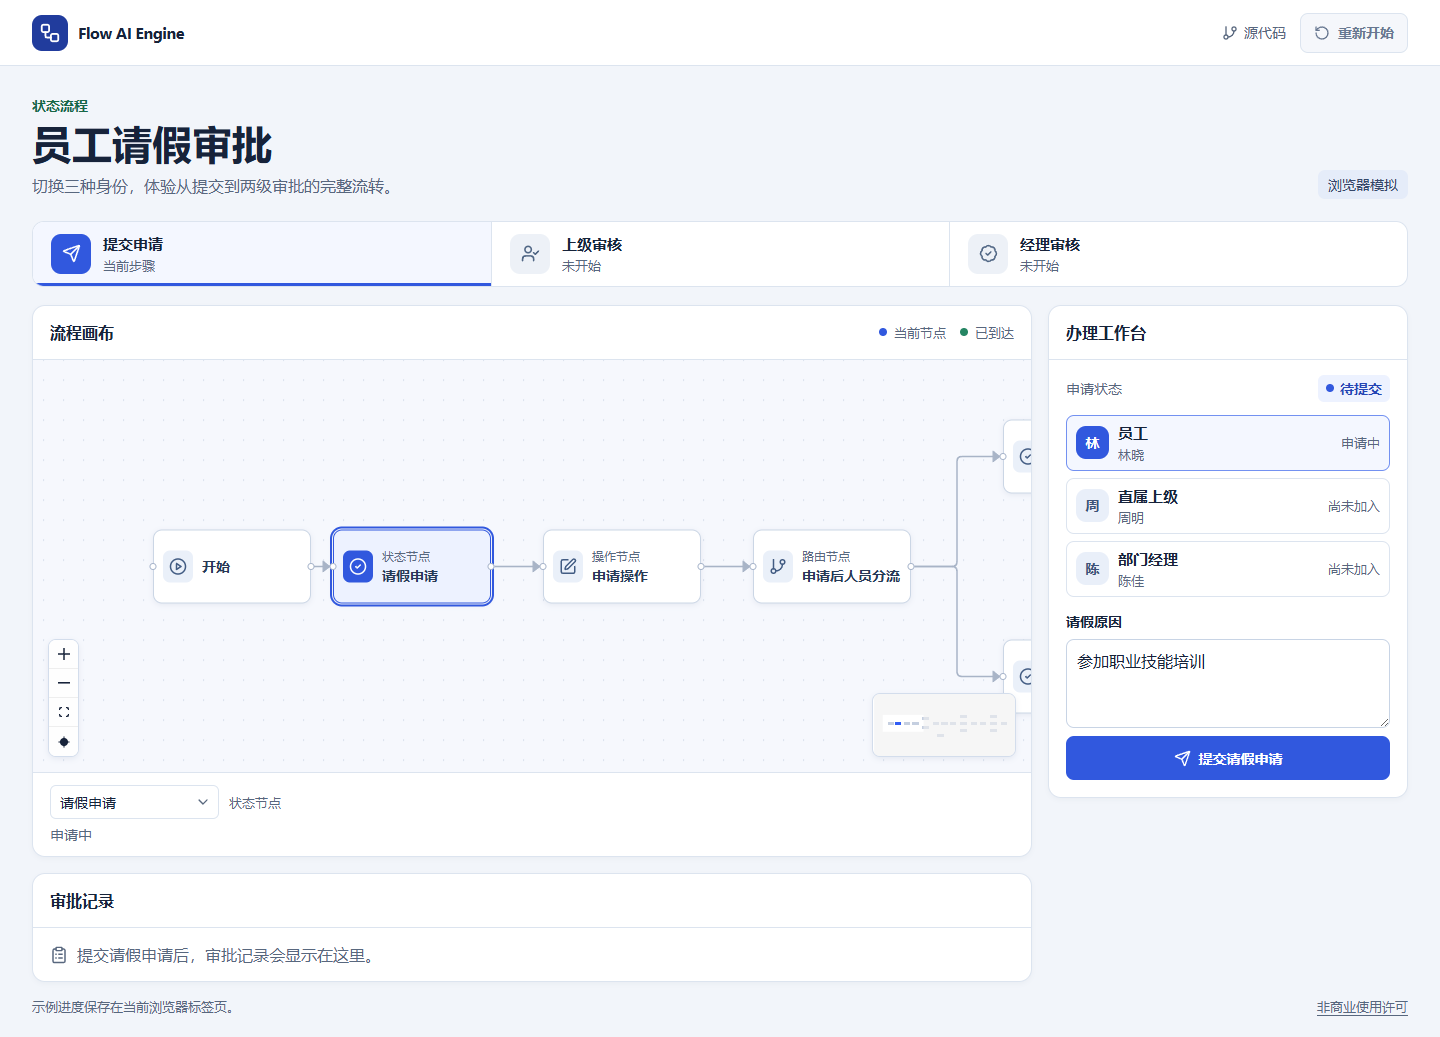 Flow AI Engine
源代码
重新开始
状态流程
员工请假审批
切换三种身份，体验从提交到两级审批的完整流转。
浏览器模拟
提交申请
当前步骤
上级审核
未开始
经理审核
未开始
流程画布
当前节点
已到达
开始
状态节点
请假申请
操作节点
申请操作
路由节点
申请后人员分流
请假申请
状态节点
申请中
办理工作台
申请状态
待提交
林
员工
林晓
申请中
周
直属上级
周明
尚未加入
陈
部门经理
陈佳
尚未加入
请假原因
参加职业技能培训
提交请假申请
审批记录
提交请假申请后，审批记录会显示在这里。
示例进度保存在当前浏览器标签页。
非商业使用许可